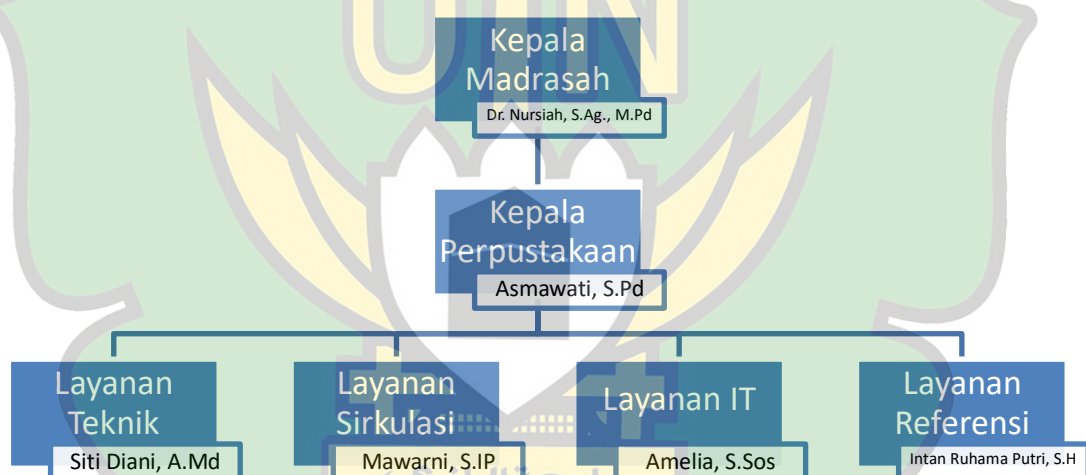 Kepala
Madrasah
Dr. Nursiah, S.Ag., M.Pd
Kepala
Perpustakaan
Asmawati, S.Pd
Layanan
Teknik
Siti Diani, A.Md
Layanan
Sirkulasi
Mawarni, S.IP
Layanan IT
Amelia, S.Sos
Layanan
Referensi
Intan Ruhama Putri, S.H
UIN